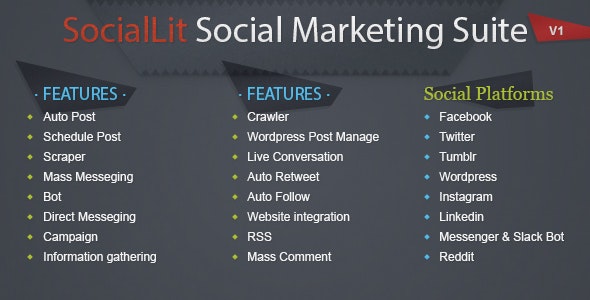 SocialLit Social Marketing Suite
V1
· FEATURES ·
Auto Post
Schedule Post
Scraper
Mass Messeging
Bot
Direct Messeging
Campaign
Information gathering
· FEATURES ·
Crawler
Wordpress Post Manage
Live Conversation
Auto Retweet
Auto Follow
Website integration
RSS
Mass Comment
Social Platforms
Facebook
Twitter
Tumblr
Wordpress
Instagram
Linkedin
Messenger & Slack Bot
Reddit